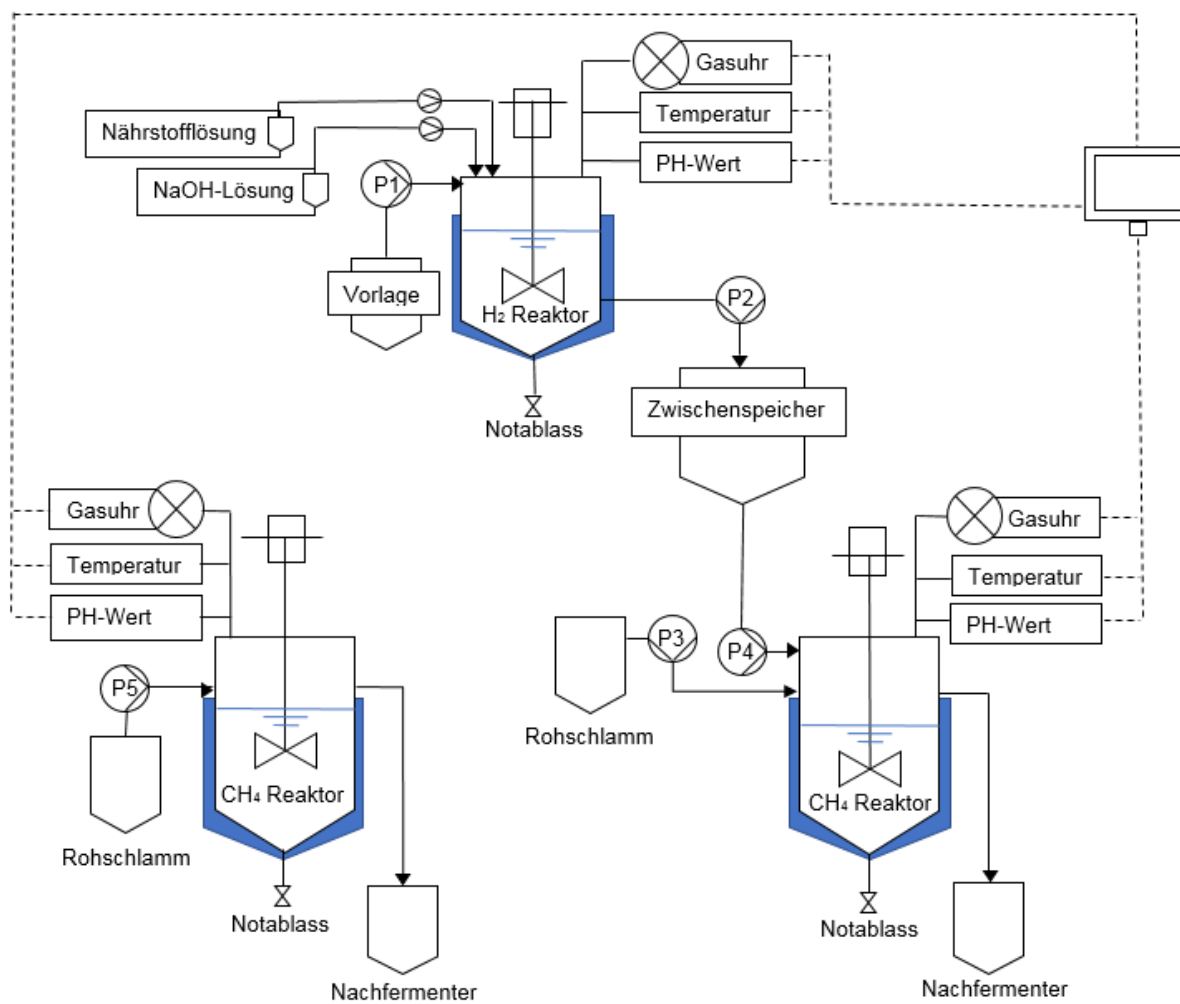 Gasuhr
Temperatur
PH-Wert
Nährstofflösung
NaOH-Lösung
P1
Vorlage
H₂ Reaktor
P2
Notablass
Zwischenspeicher
Gasuhr
Temperatur
PH-Wert
P5
Rohschlamm
CH₄ Reaktor
Notablass
Nachfermenter
Gasuhr
Temperatur
PH-Wert
P3
P4
Rohschlamm
CH₄ Reaktor
Notablass
Nachfermenter